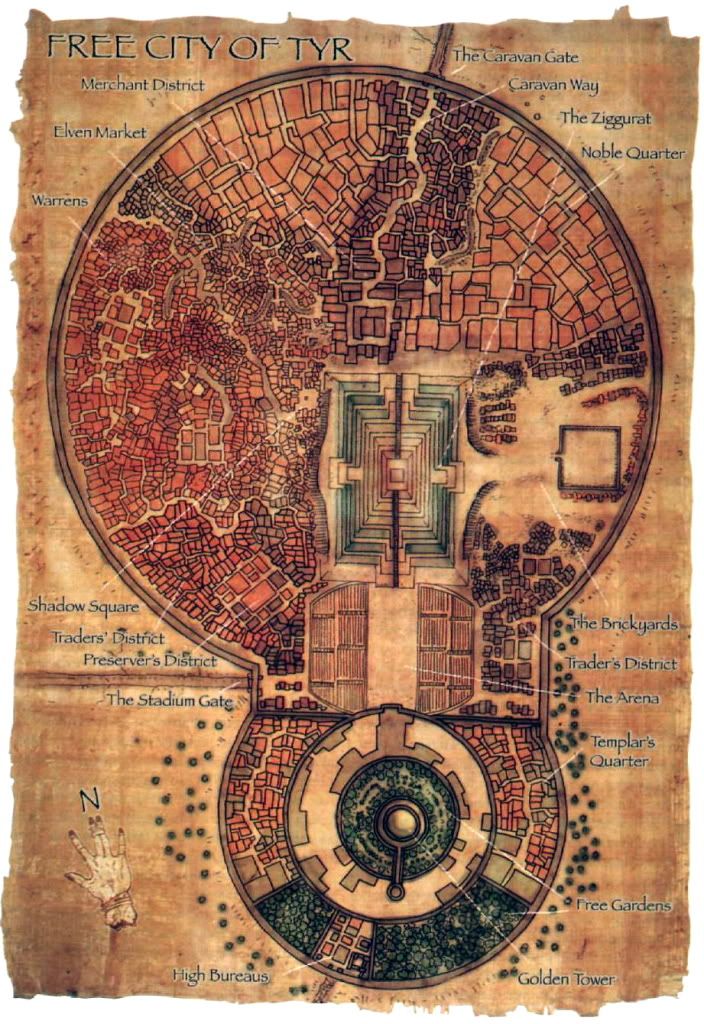 FREE CITY OF TYR
The Caravan Gate
Merchant District
Caravan Way
The Ziggurat
Elven Market
Noble Quarter
Warrens
Shadow Square
The Brickyards
Traders' District
Preserver's District
Trader's District
The Stadium Gate
The Arena
Templar's
Quarter
N
Free Gardens
High Bureaus
Golden Tower